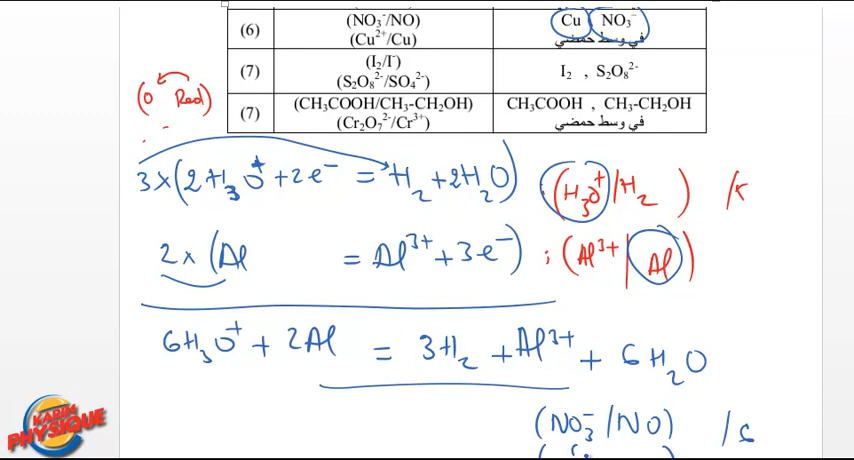 (6) (NO₃⁻/NO) Cu , NO₃⁻
(Cu²⁺/Cu) في وسط حمضي
(7) (I₂/I⁻) I₂ , S₂O₈²⁻
(S₂O₈²⁻/SO₄²⁻)
(7) (CH₃COOH/CH₃-CH₂OH) CH₃COOH , CH₃-CH₂OH
(Cr₂O₇²⁻/Cr³⁺) في وسط حمضي
(O Red)
3×(2H₃O⁺ + 2e⁻ = H₂ + 2H₂O) (H₃O⁺/H₂)
2×(Al = Al³⁺ + 3e⁻) ; (Al³⁺/Al)
6H₃O⁺ + 2Al = 3H₂ + Al³⁺ + 6H₂O
(NO₃⁻/NO) /6
KARIM
PHYSIQUE